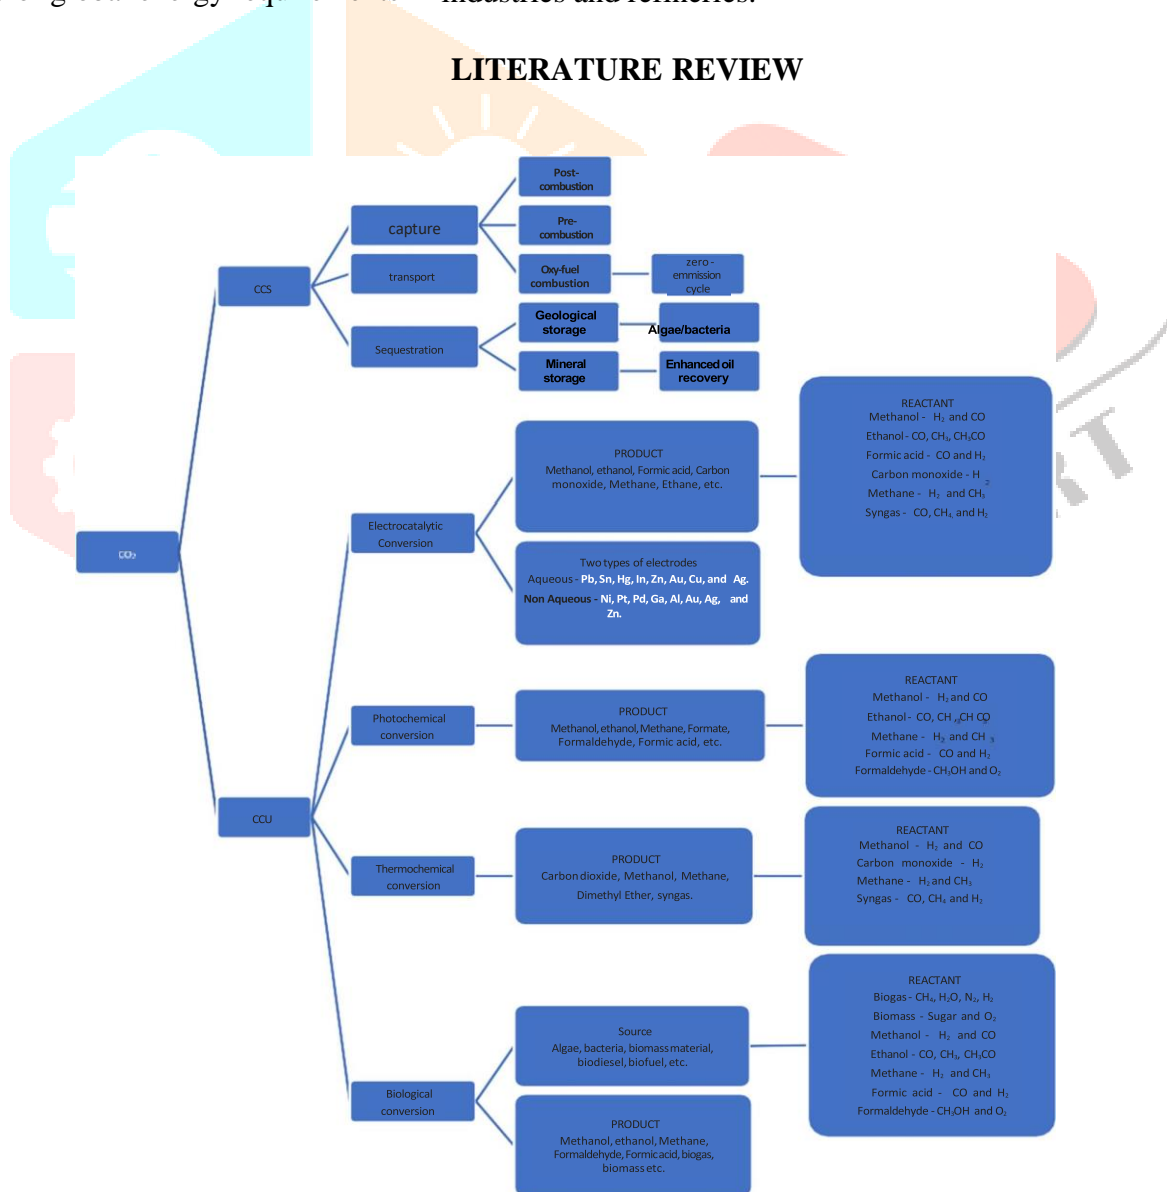 industries and refineries.
LITERATURE REVIEW
Post-
combustion
capture
Pre-
combustion
transport
Oxy-fuel
combustion
zero -
emmission
cycle
CCS
Geological
storage
Algae/bacteria
Sequestration
Mineral
storage
Enhanced oil
recovery
CO₂
Electrocatalytic
Conversion
PRODUCT
Methanol, ethanol, Formic acid, Carbon
monoxide, Methane, Ethane, etc.
REACTANT
Methanol - H₂ and CO
Ethanol - CO, CH₃, CH₃CO
Formic acid - CO and H₂
Carbon monoxide - H₂
Methane - H₂ and CH₃
Syngas - CO, CH₄, and H₂
Two types of electrodes
Aqueous - Pb, Sn, Hg, In, Zn, Au, Cu, and Ag.
Non Aqueous - Ni, Pt, Pd, Ga, Al, Au, Ag, and
Zn.
Photochemical
conversion
PRODUCT
Methanol, ethanol, Methane, Formate,
Formaldehyde, Formic acid, etc.
REACTANT
Methanol - H₂ and CO
Ethanol - CO, CH₃, CH₃CO
Methane - H₂ and CH₃
Formic acid - CO and H₂
Formaldehyde - CH₃OH and O₂
CCU
Thermochemical
conversion
PRODUCT
Carbon dioxide, Methanol, Methane,
Dimethyl Ether, syngas.
REACTANT
Methanol - H₂ and CO
Carbon monoxide - H₂
Methane - H₂ and CH₃
Syngas - CO, CH₄ and H₂
Biological
conversion
Source
Algae, bacteria, biomass material,
biodiesel, biofuel, etc.
REACTANT
Biogas - CH₄, H₂O, N₂, H₂
Biomass - Sugar and O₂
Methanol - H₂ and CO
Ethanol - CO, CH₃, CH₃CO
Methane - H₂ and CH₃
Formic acid - CO and H₂
Formaldehyde - CH₃OH and O₂
PRODUCT
Methanol, ethanol, Methane,
Formaldehyde, Formic acid, biogas,
biomass etc.